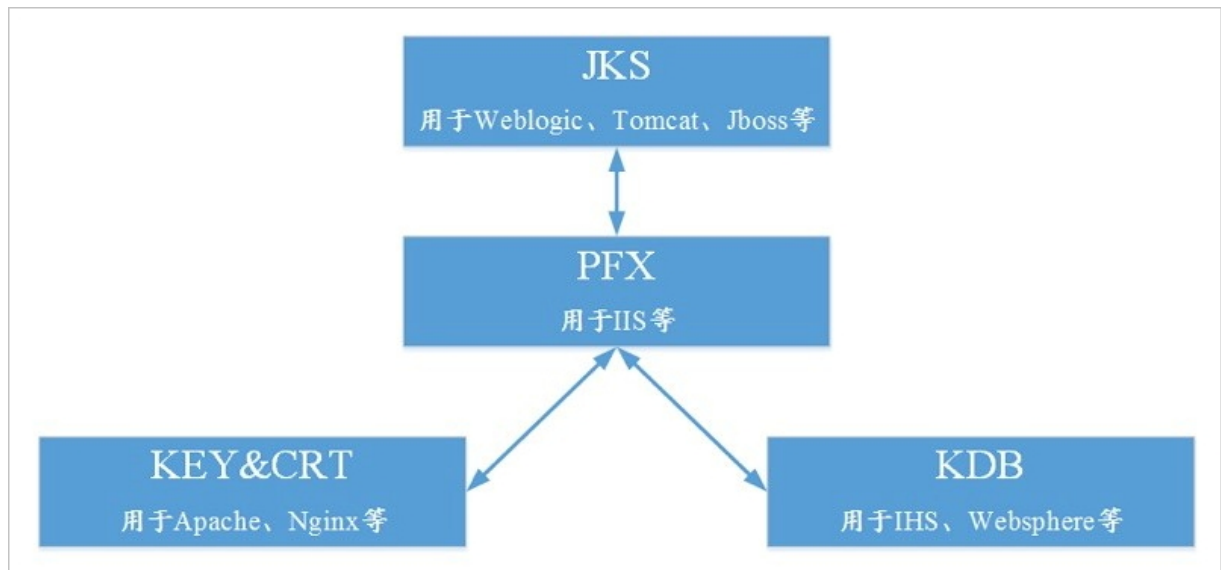 JKS
用于Weblogic、Tomcat、Jboss等
PFX
用于IIS等
KEY&CRT
用于Apache、Nginx等
KDB
用于IHS、Websphere等